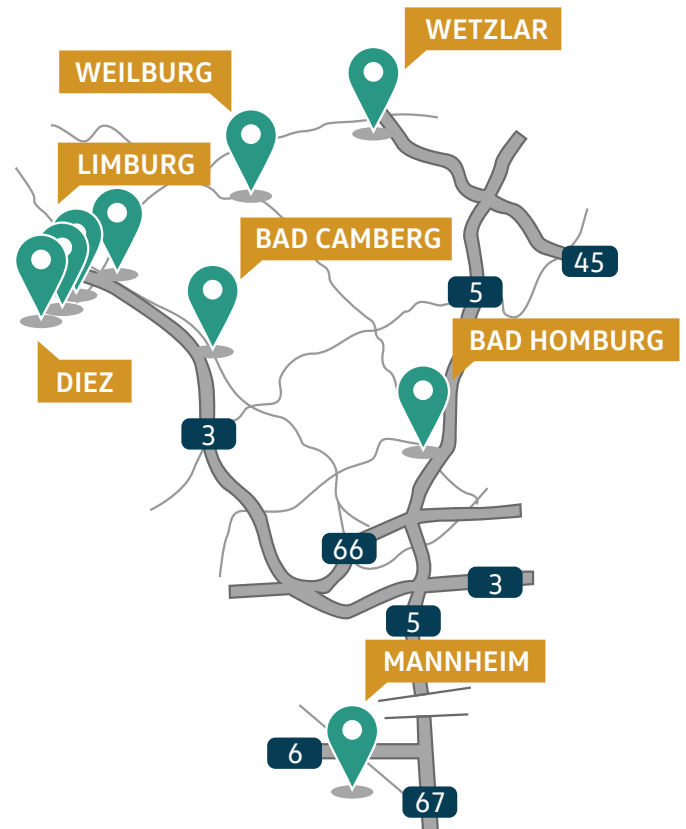 WETZLAR
WEILBURG
LIMBURG
BAD CAMBERG
45
5
BAD HOMBURG
DIEZ
3
66
3
5
MANNHEIM
6
67